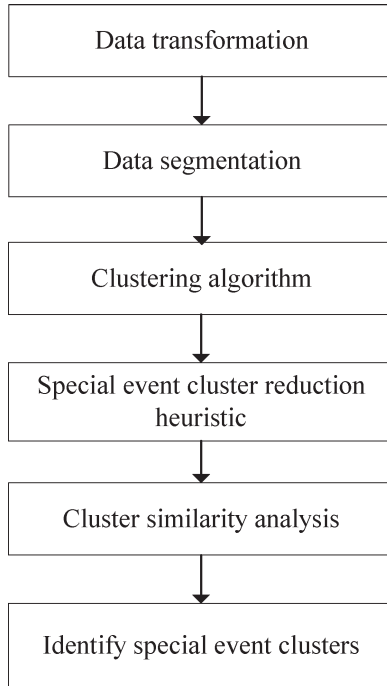 Data transformation
Data segmentation
Clustering algorithm
Special event cluster reduction
heuristic
Cluster similarity analysis
Identify special event clusters